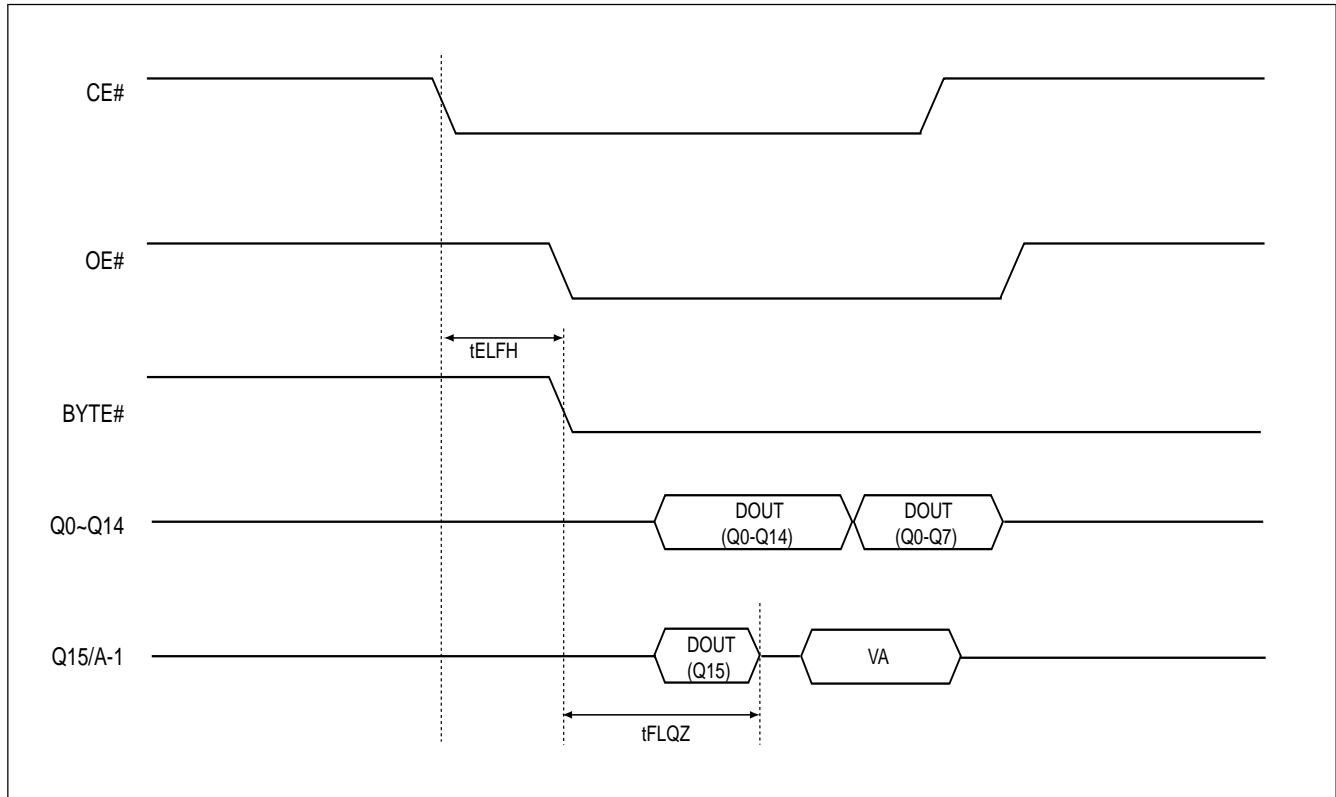 CE#
OE#
tELFH
BYTE#
Q0~Q14
DOUT
(Q0-Q14)
DOUT
(Q0-Q7)
Q15/A-1
DOUT
(Q15)
VA
tFLQZ